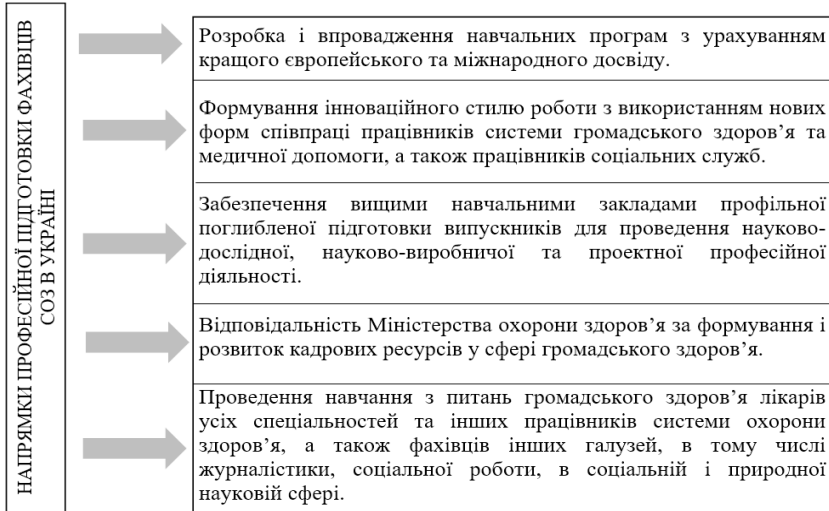 НАПРЯМКИ ПРОФЕСІЙНОЇ ПІДГОТОВКИ ФАХІВЦІВ
СОЗ В УКРАЇНІ
Розробка і впровадження навчальних програм з урахуванням
кращого європейського та міжнародного досвіду.
Формування інноваційного стилю роботи з використанням нових
форм співпраці працівників системи громадського здоров’я та
медичної допомоги, а також працівників соціальних служб.
Забезпечення вищими навчальними закладами профільної
поглибленої підготовки випускників для проведення науково-
дослідної, науково-виробничої та проектної професійної
діяльності.
Відповідальність Міністерства охорони здоров’я за формування і
розвиток кадрових ресурсів у сфері громадського здоров’я.
Проведення навчання з питань громадського здоров’я лікарів
усіх спеціальностей та інших працівників системи охорони
здоров’я, а також фахівців інших галузей, в тому числі
журналістики, соціальної роботи, в соціальній і природної
науковій сфері.